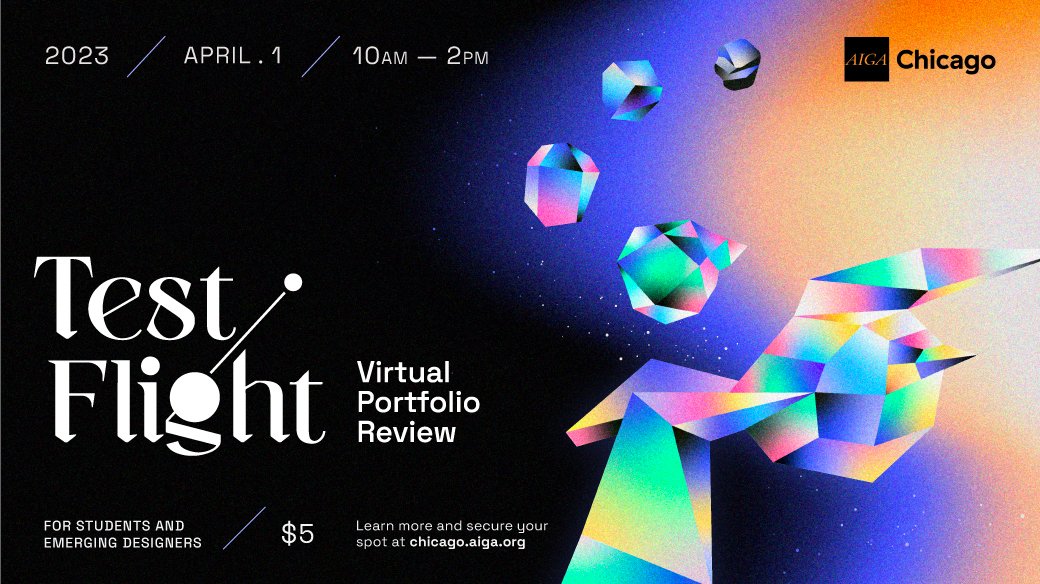 2023 / APRIL . 1 / 10AM — 2PM
AIGA Chicago
Test
Flight
Virtual
Portfolio
Review
FOR STUDENTS AND
EMERGING DESIGNERS
$5
Learn more and secure your
spot at chicago.aiga.org